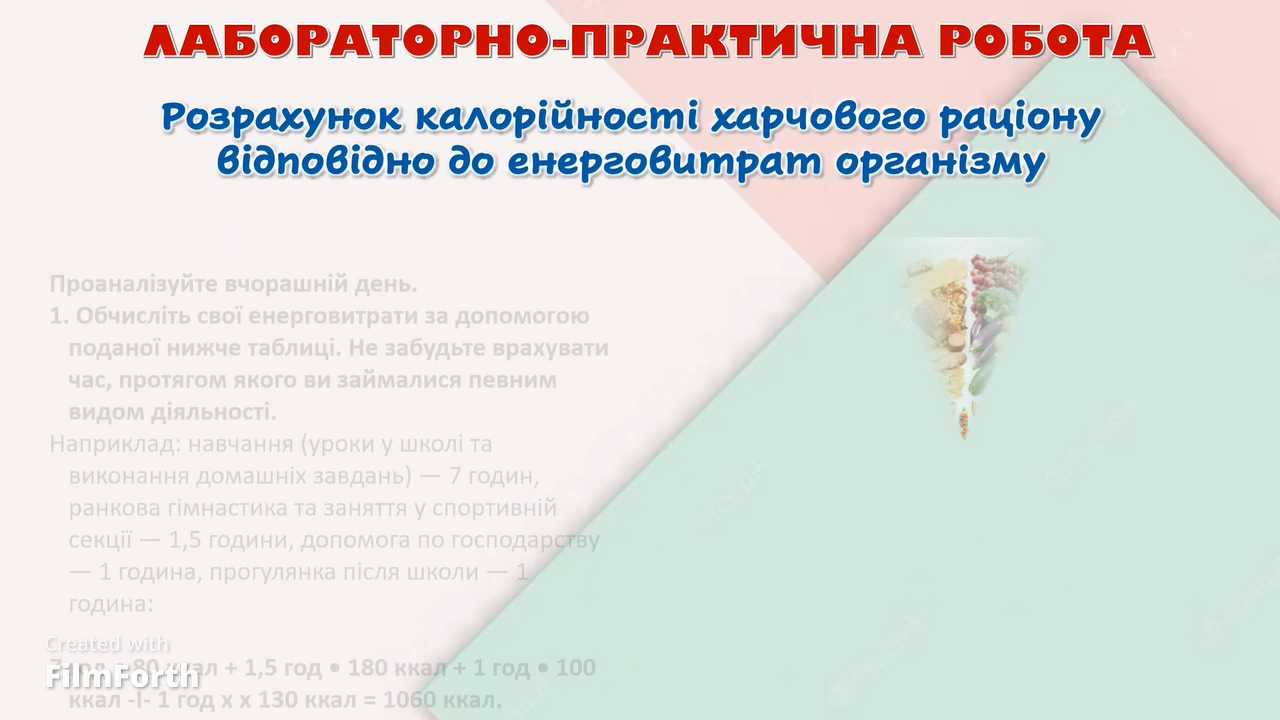 ЛАБОРАТОРНО-ПРАКТИЧНА РОБОТА
Розрахунок калорійності харчового раціону
відповідно до енерговитрат організму
Проаналізуйте вчорашній день.
1. Обчисліть свої енерговитрати за допомогою
поданої нижче таблиці. Не забудьте врахувати
час, протягом якого ви займалися певним
видом діяльності.
Наприклад: навчання (уроки у школі та
виконання домашніх завдань) — 7 годин,
ранкова гімнастика та заняття у спортивній
секції — 1,5 години, допомога по господарству
— 1 година, прогулянка після школи — 1
година:
Created with
FilmForth
80 ккал + 1,5 год • 180 ккал + 1 год • 100
ккал -І- 1 год х х 130 ккал = 1060 ккал.